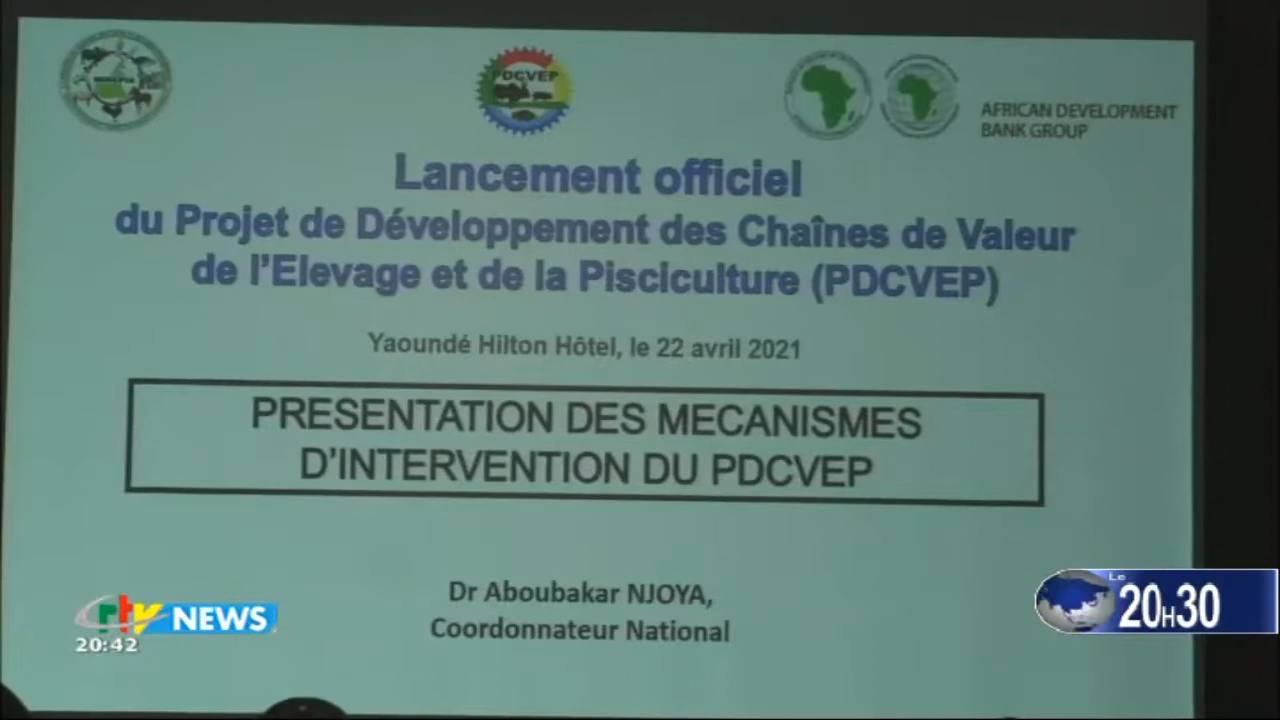 PDCVEP
AFRICAN DEVELOPMENT
BANK GROUP
Lancement officiel
du Projet de Développement des Chaînes de Valeur
de l'Elevage et de la Pisciculture (PDCVEP)
Yaoundé Hilton Hôtel, le 22 avril 2021
PRESENTATION DES MECANISMES
D'INTERVENTION DU PDCVEP
Dr Aboubakar NJOYA,
Coordonnateur National
crtv NEWS
20:42
Le
20H30